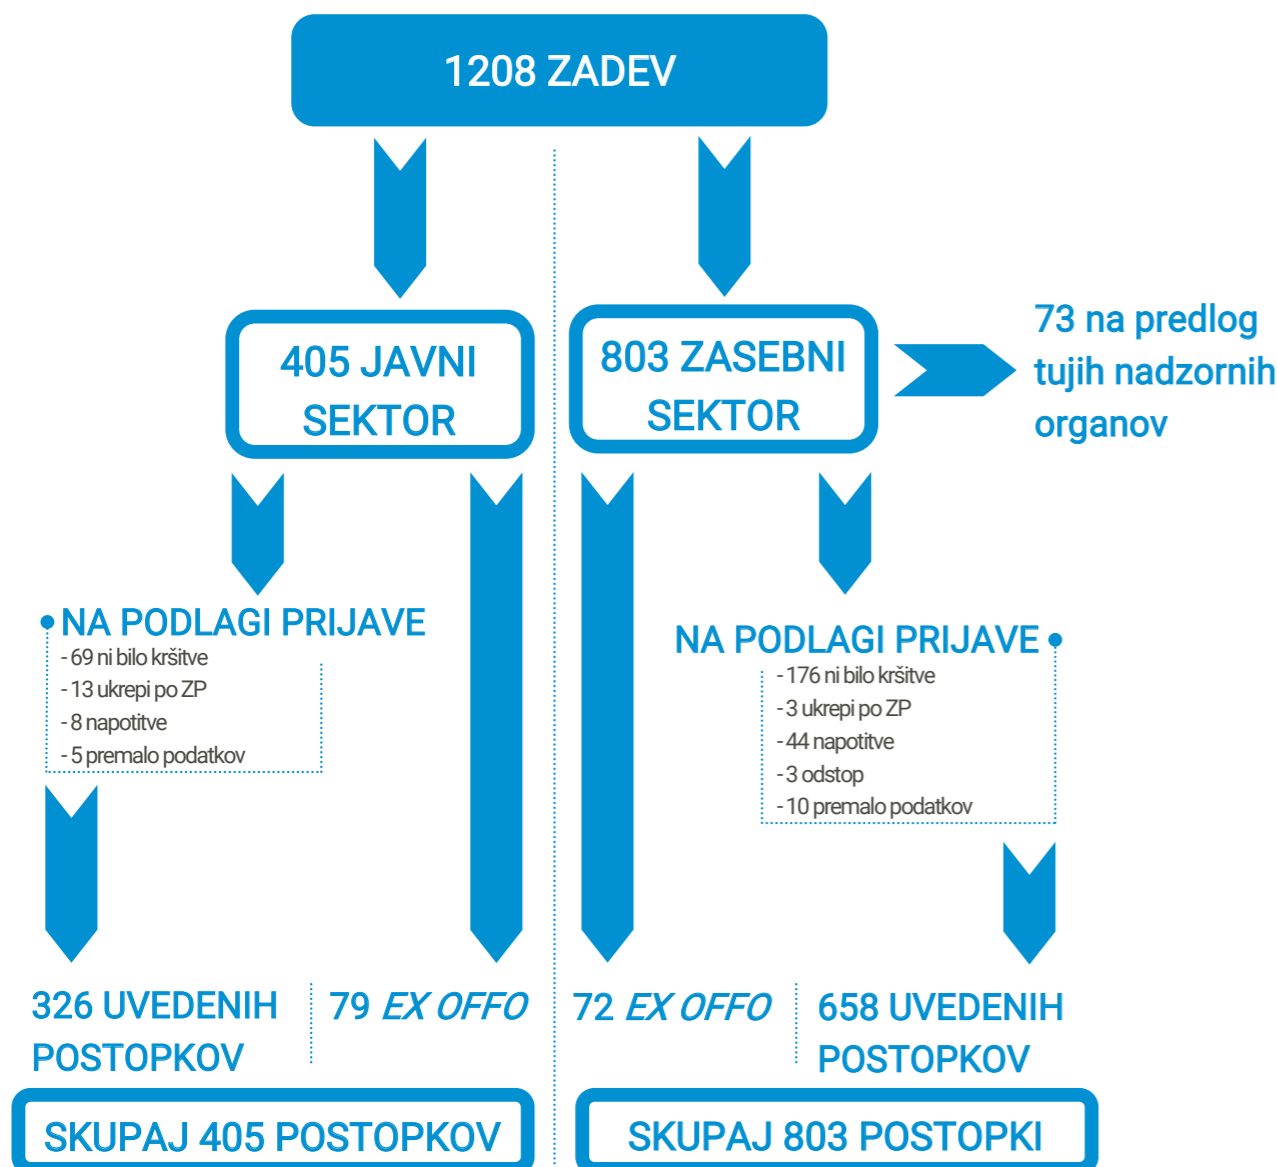 1208 ZADEV
405 JAVNI
SEKTOR
803 ZASEBNI
SEKTOR
73 na predlog
tujih nadzornih
organov
NA PODLAGI PRIJAVE
- 69 ni bilo kršitve
- 13 ukrepi po ZP
- 8 napotitve
- 5 premalo podatkov
NA PODLAGI PRIJAVE
- 176 ni bilo kršitve
- 3 ukrepi po ZP
- 44 napotitve
- 3 odstop
- 10 premalo podatkov
326 UVEDENIH
POSTOPKOV
79 EX OFFO
72 EX OFFO
658 UVEDENIH
POSTOPKOV
SKUPAJ 405 POSTOPKOV
SKUPAJ 803 POSTOPKI